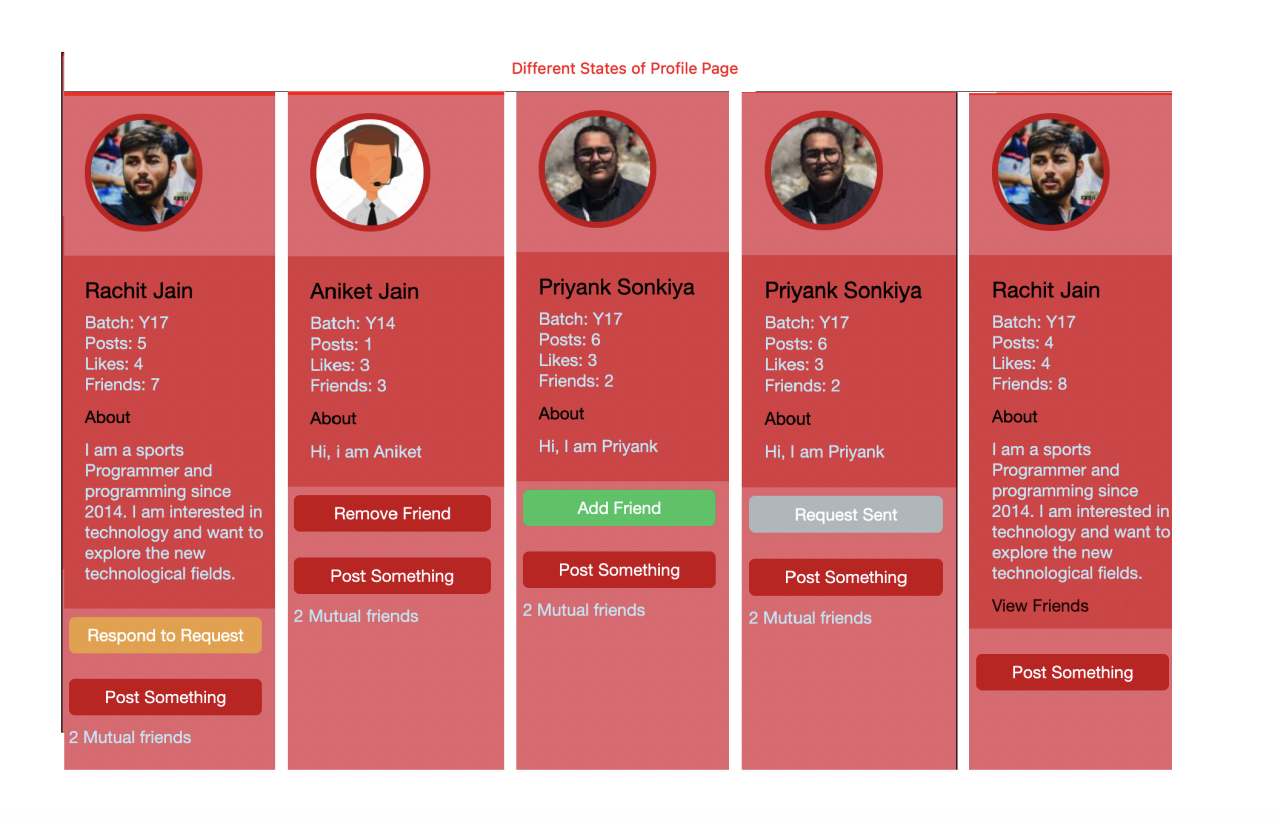 Different States of Profile Page
Rachit Jain
Batch: Y17
Posts: 5
Likes: 4
Friends: 7
About
I am a sports
Programmer and
programming since
2014. I am interested in
technology and want to
explore the new
technological fields.
Respond to Request
Post Something
2 Mutual friends
Aniket Jain
Batch: Y14
Posts: 1
Likes: 3
Friends: 3
About
Hi, i am Aniket
Remove Friend
Post Something
2 Mutual friends
Priyank Sonkiya
Batch: Y17
Posts: 6
Likes: 3
Friends: 2
About
Hi, I am Priyank
Add Friend
Post Something
2 Mutual friends
Priyank Sonkiya
Batch: Y17
Posts: 6
Likes: 3
Friends: 2
About
Hi, I am Priyank
Request Sent
Post Something
2 Mutual friends
Rachit Jain
Batch: Y17
Posts: 4
Likes: 4
Friends: 8
About
I am a sports
Programmer and
programming since
2014. I am interested in
technology and want to
explore the new
technological fields.
View Friends
Post Something